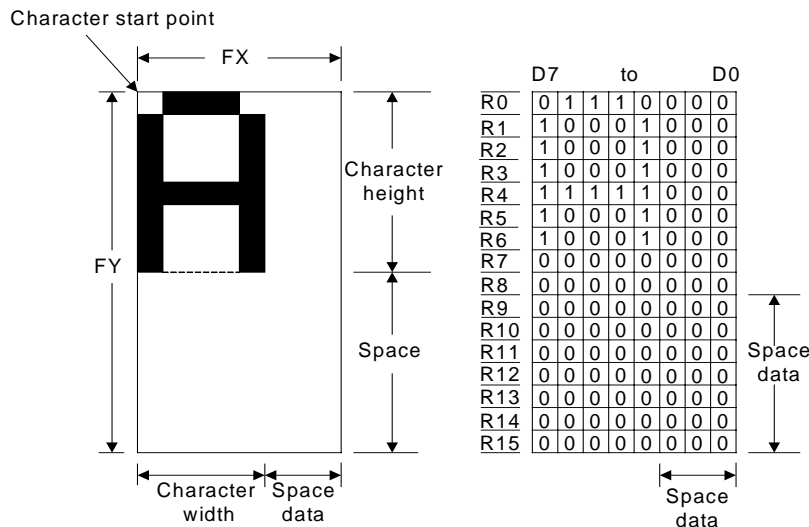 Character start point
FX
D7 to D0
R0 0 1 1 1 0 0 0 0
R1 1 0 0 0 1 0 0 0
R2 1 0 0 0 1 0 0 0
R3 1 0 0 0 1 0 0 0
R4 1 1 1 1 1 0 0 0
R5 1 0 0 0 1 0 0 0
R6 1 0 0 0 1 0 0 0
R7 0 0 0 0 0 0 0 0
R8 0 0 0 0 0 0 0 0
R9 0 0 0 0 0 0 0 0
R10 0 0 0 0 0 0 0 0
R11 0 0 0 0 0 0 0 0
R12 0 0 0 0 0 0 0 0
R13 0 0 0 0 0 0 0 0
R14 0 0 0 0 0 0 0 0
R15 0 0 0 0 0 0 0 0
Character
height
FY
Space
Space
data
Character
width
Space
data
Space
data